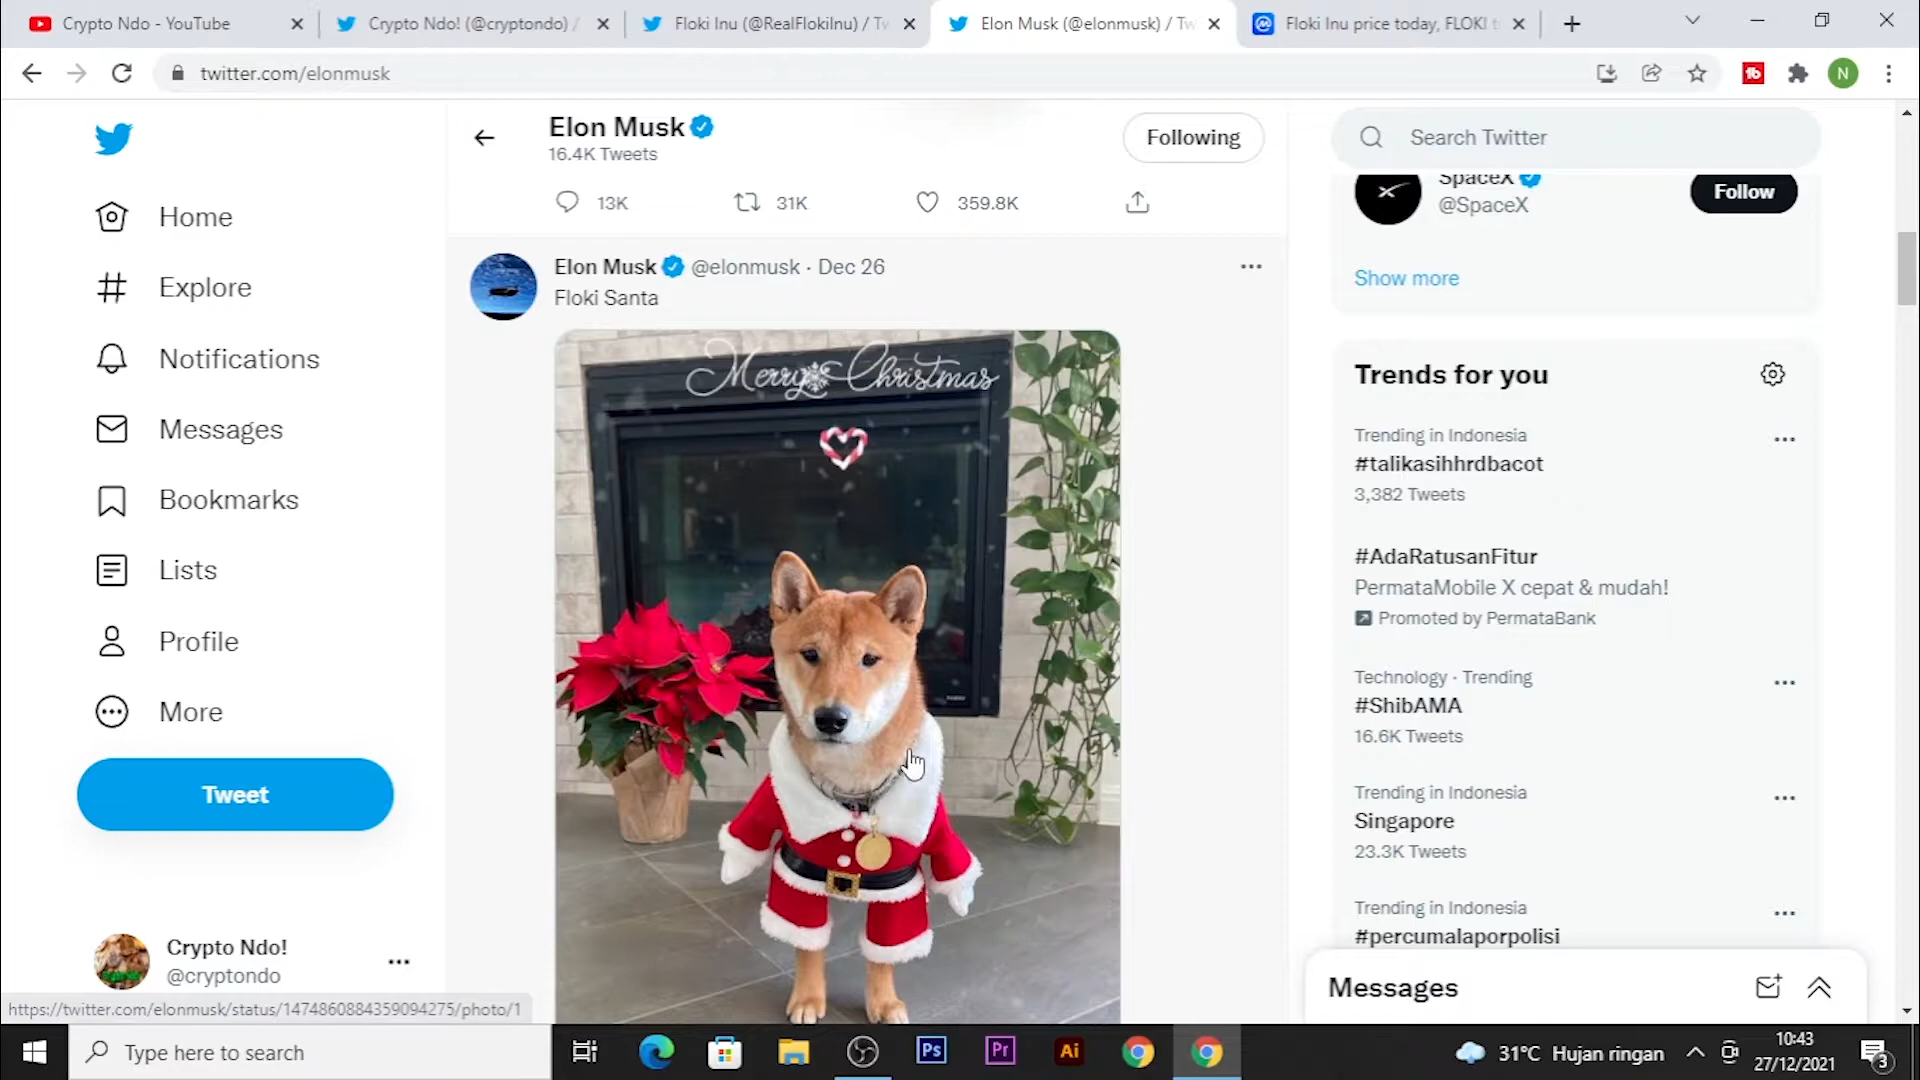 Crypto Ndo - YouTube
Crypto Ndo! (@cryptondo) /
Floki Inu (@RealFlokiInu) / Tw
Elon Musk (@elonmusk) / Tw
Floki Inu price today, FLOKI t
twitter.com/elonmusk
N
Elon Musk
16.4K Tweets
Following
13K
31K
359.8K
Elon Musk @elonmusk · Dec 26
Floki Santa
Merry Christmas
Home
Explore
Notifications
Messages
Bookmarks
Lists
Profile
More
Tweet
Crypto Ndo!
@cryptondo
https://twitter.com/elonmusk/status/1474860884359094275/photo/1
Search Twitter
SpaceX
@SpaceX
Follow
Show more
Trends for you
Trending in Indonesia
#talikasihhrdbacot
3,382 Tweets
#AdaRatusanFitur
PermataMobile X cepat & mudah!
Promoted by PermataBank
Technology · Trending
#ShibAMA
16.6K Tweets
Trending in Indonesia
Singapore
23.3K Tweets
Trending in Indonesia
#percumalaporpolisi
Messages
Type here to search
Ps
Pr
Ai
31°C Hujan ringan
10:43
27/12/2021
3